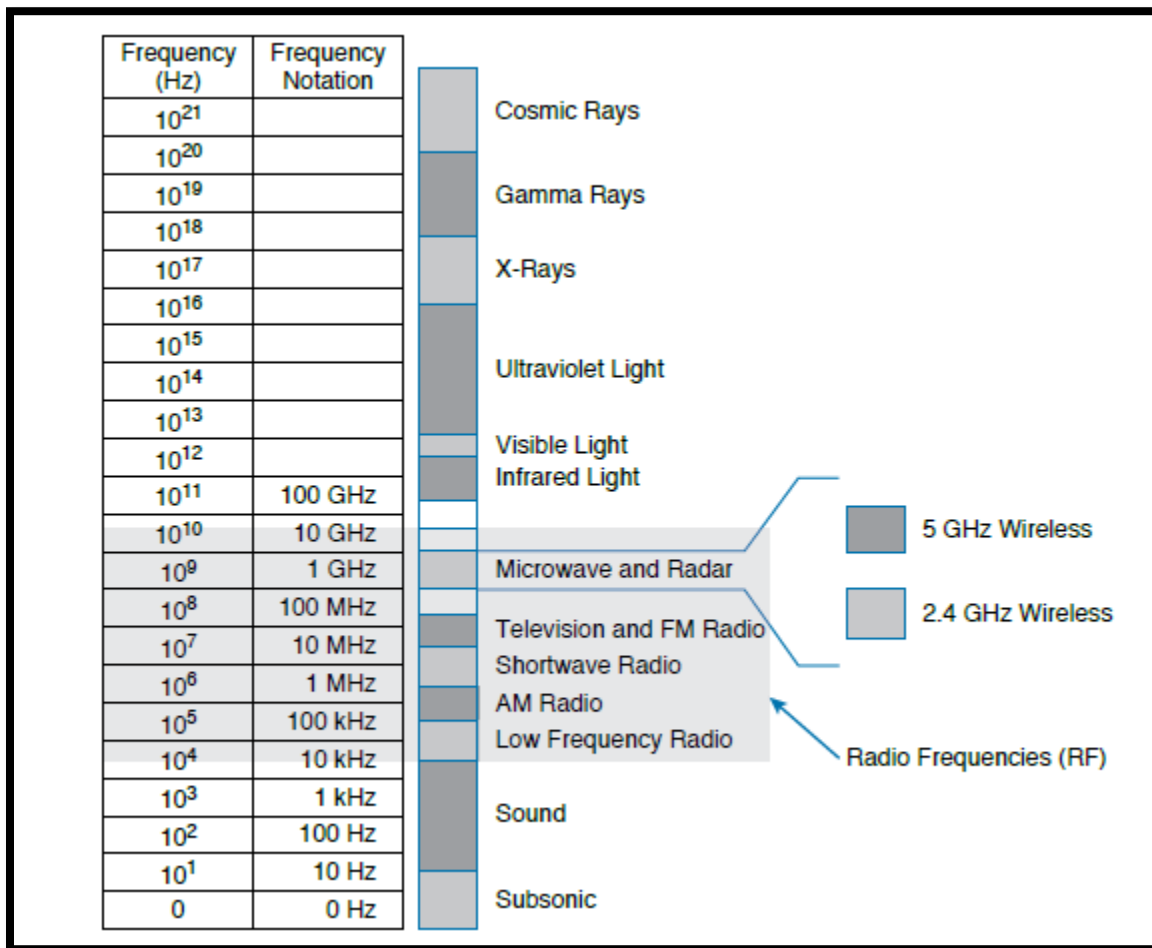 Frequency (Hz) Frequency Notation
10²¹
10²⁰
10¹⁹
10¹⁸
10¹⁷
10¹⁶
10¹⁵
10¹⁴
10¹³
10¹²
10¹¹ 100 GHz
10¹⁰ 10 GHz
10⁹ 1 GHz
10⁸ 100 MHz
10⁷ 10 MHz
10⁶ 1 MHz
10⁵ 100 kHz
10⁴ 10 kHz
10³ 1 kHz
10² 100 Hz
10¹ 10 Hz
0 0 Hz
Cosmic Rays
Gamma Rays
X-Rays
Ultraviolet Light
Visible Light
Infrared Light
Microwave and Radar
Television and FM Radio
Shortwave Radio
AM Radio
Low Frequency Radio
Sound
Subsonic
5 GHz Wireless
2.4 GHz Wireless
Radio Frequencies (RF)